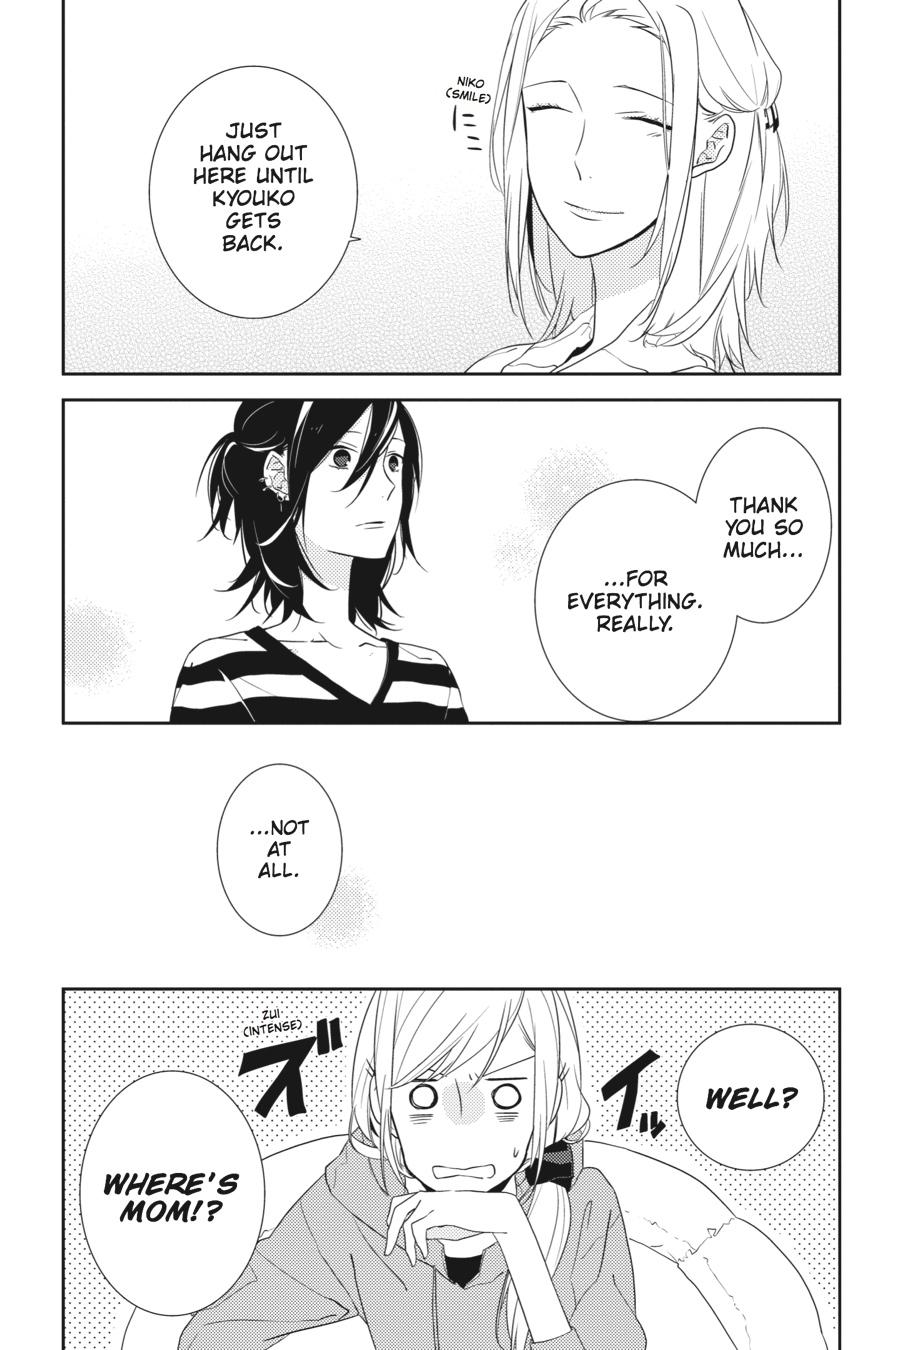 NIKO
(SMILE)
JUST
HANG OUT
HERE UNTIL
KYOUKO
GETS
BACK.
THANK
YOU SO
MUCH...
...FOR
EVERYTHING.
REALLY.
...NOT
AT
ALL.
WELL?
ZUI
(INTENSE)
ズイッ
WHERE'S
MOM!?